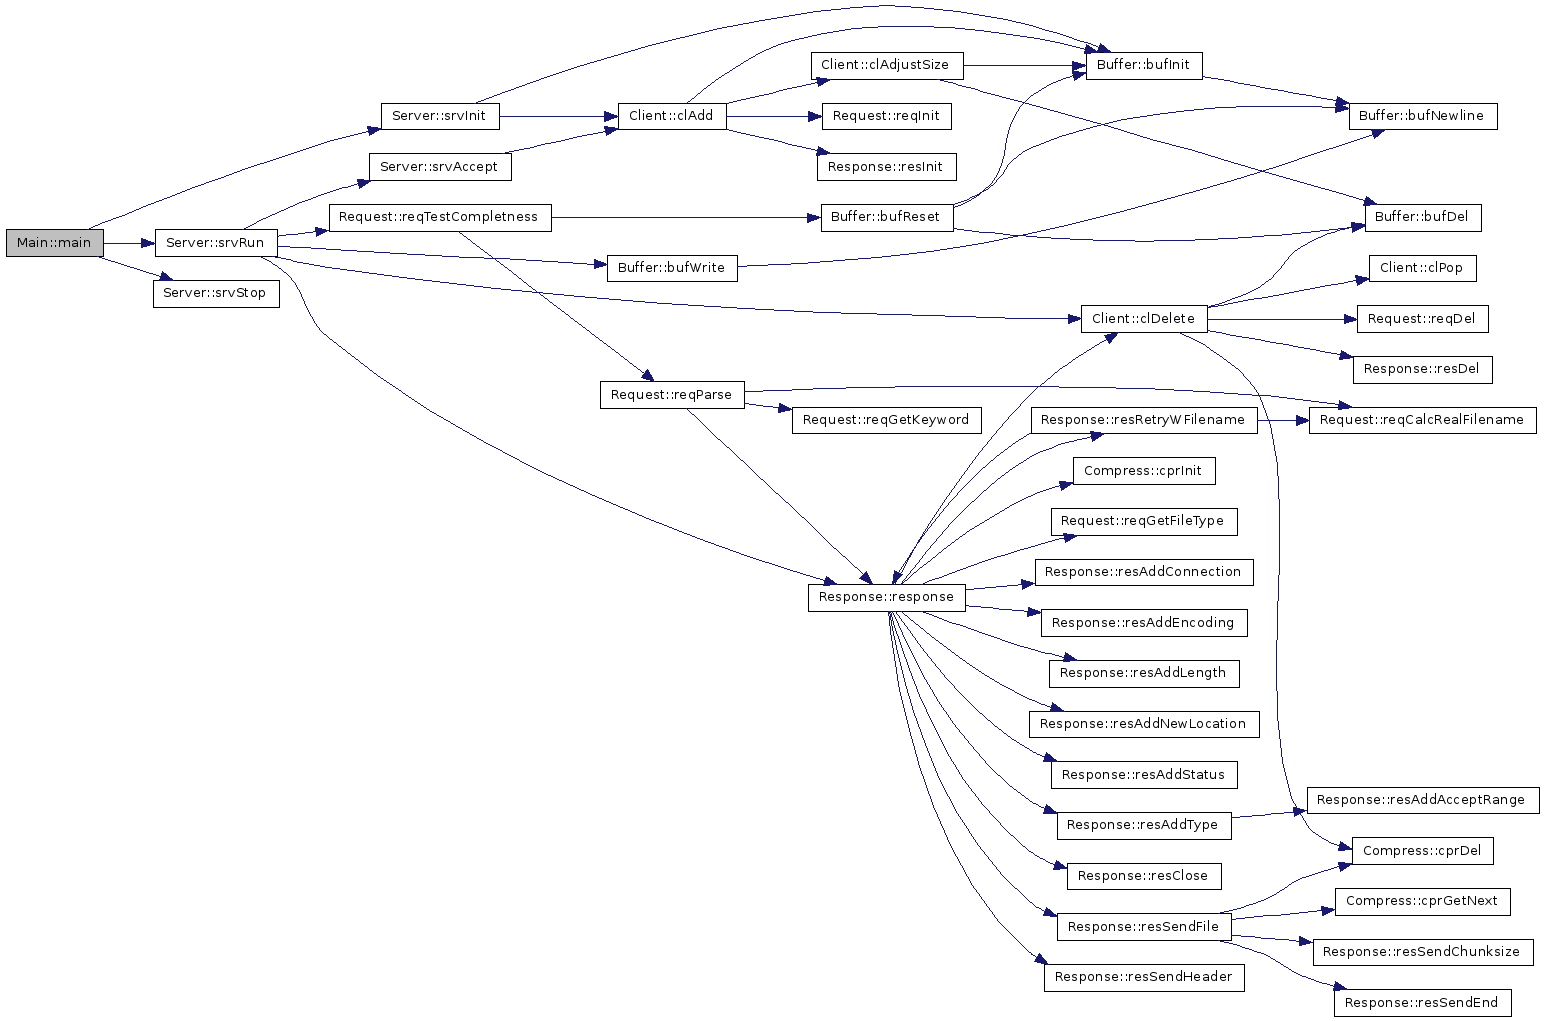 Main::main
Server::srvInit
Server::srvAccept
Server::srvRun
Server::srvStop
Request::reqTestCompletness
Client::clAdd
Buffer::bufWrite
Request::reqParse
Client::clAdjustSize
Request::reqInit
Response::resInit
Buffer::bufReset
Request::reqGetKeyword
Response::response
Buffer::bufInit
Client::clDelete
Response::resRetryWFilename
Compress::cprInit
Request::reqGetFileType
Response::resAddConnection
Response::resAddEncoding
Response::resAddLength
Response::resAddNewLocation
Response::resAddStatus
Response::resAddType
Response::resClose
Response::resSendFile
Response::resSendHeader
Buffer::bufNewline
Buffer::bufDel
Client::clPop
Request::reqDel
Response::resDel
Request::reqCalcRealFilename
Response::resAddAcceptRange
Compress::cprDel
Compress::cprGetNext
Response::resSendChunksize
Response::resSendEnd